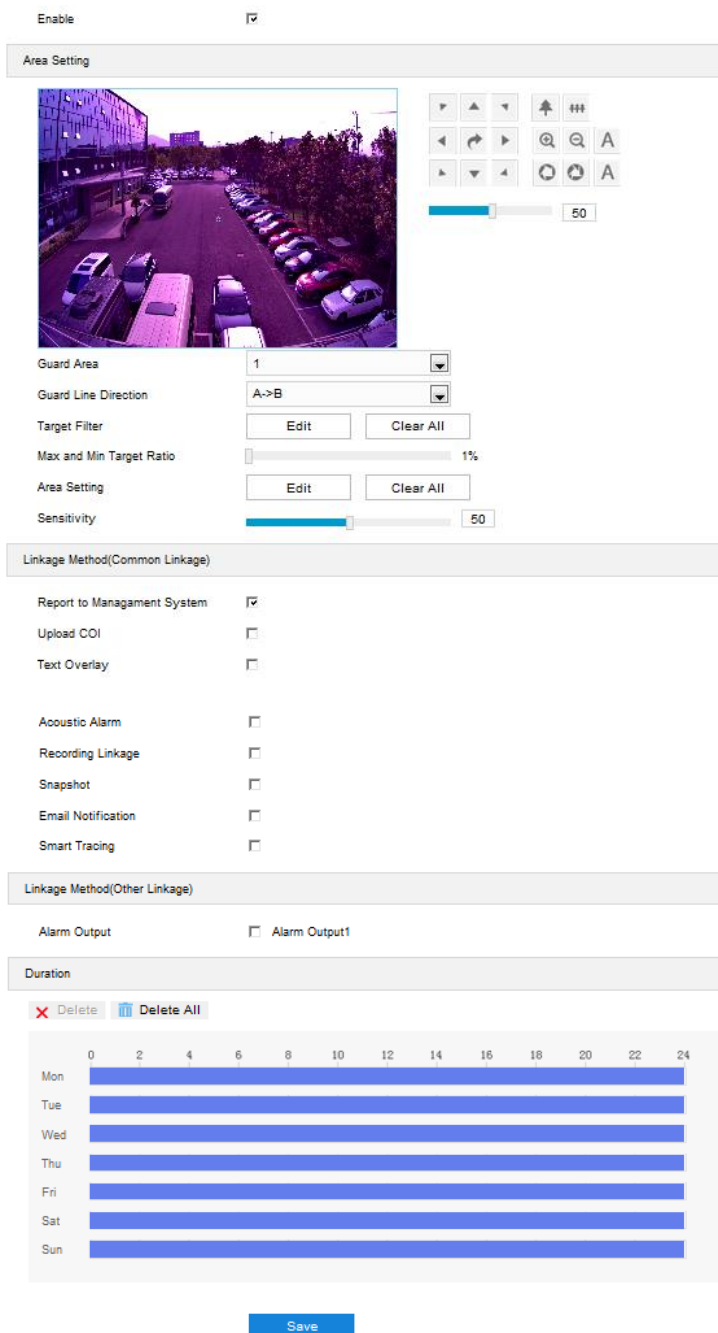 Enable
Area Setting
A
A
50
Guard Area 1
Guard Line Direction A->B
Target Filter Edit Clear All
Max and Min Target Ratio 1%
Area Setting Edit Clear All
Sensitivity 50
Linkage Method(Common Linkage)
Report to Managament System
Upload COI
Text Overlay
Acoustic Alarm
Recording Linkage
Snapshot
Email Notification
Smart Tracing
Linkage Method(Other Linkage)
Alarm Output Alarm Output1
Duration
Delete Delete All
0 2 4 6 8 10 12 14 16 18 20 22 24
Mon
Tue
Wed
Thu
Fri
Sat
Sun
Save